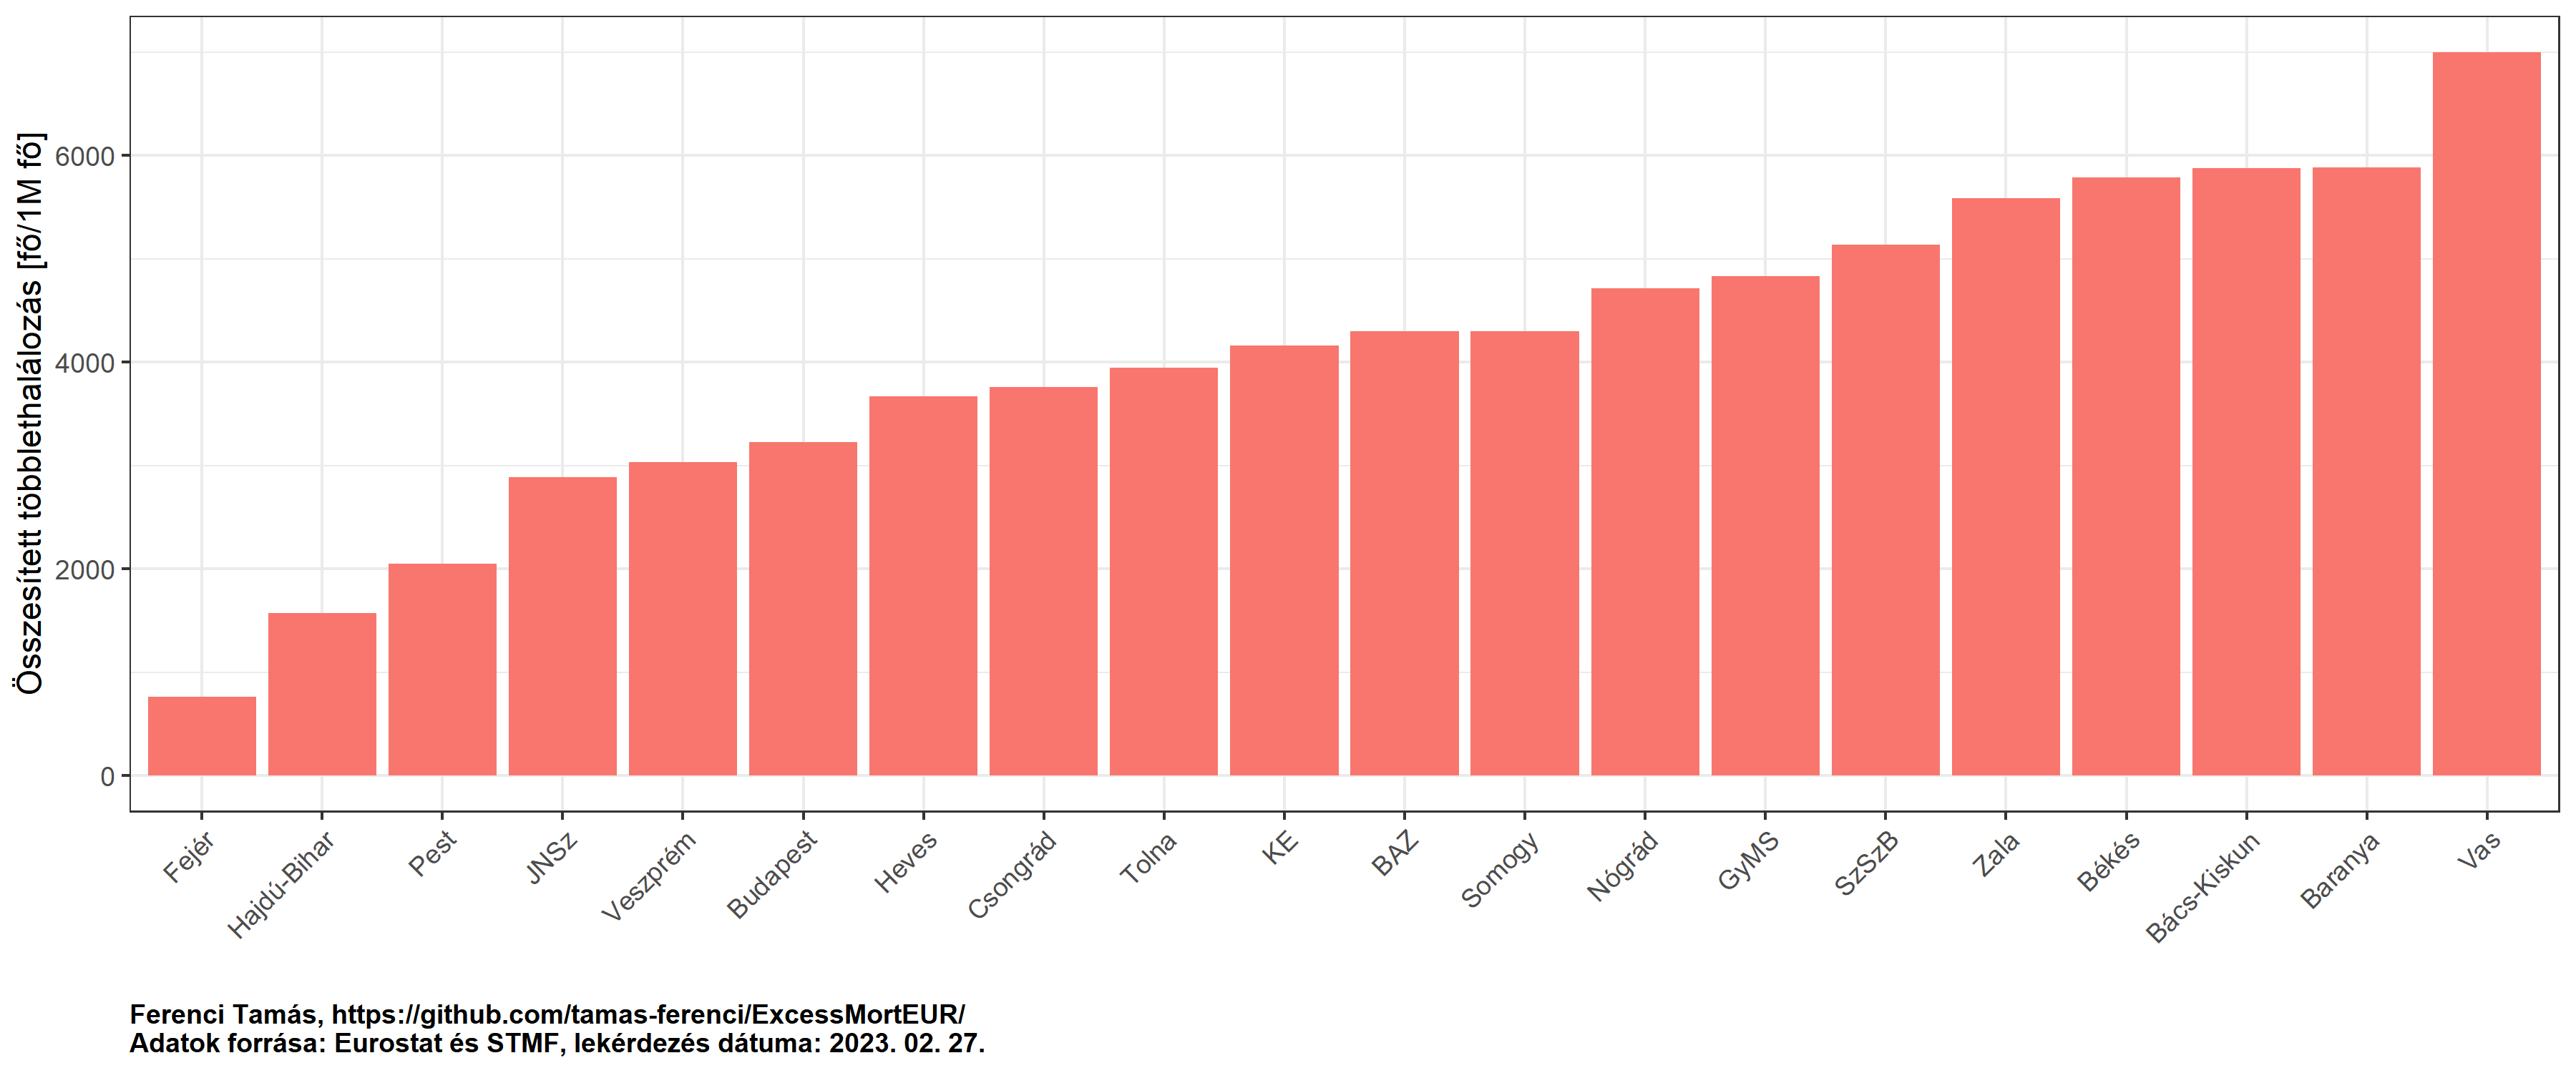 Összesített többlethalálozás [fő/1M fő]
6000
4000
2000
0
Fejér
Hajdú-Bihar
Pest
JNSz
Veszprém
Budapest
Heves
Csongrád
Tolna
KE
BAZ
Somogy
Nógrád
GyMS
SzSzB
Zala
Békés
Bács-Kiskun
Baranya
Vas
Ferenci Tamás, https://github.com/tamas-ferenci/ExcessMortEUR/
Adatok forrása: Eurostat és STMF, lekérdezés dátuma: 2023. 02. 27.